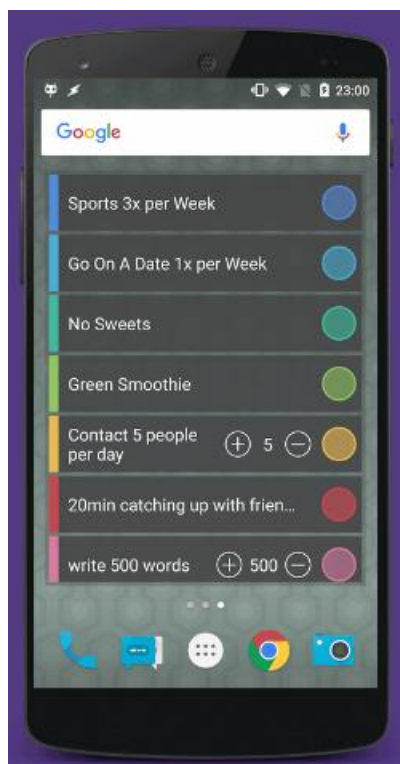 23:00
Google
Sports 3x per Week
Go On A Date 1x per Week
No Sweets
Green Smoothie
Contact 5 people
per day
5
20min catching up with frien...
write 500 words
500